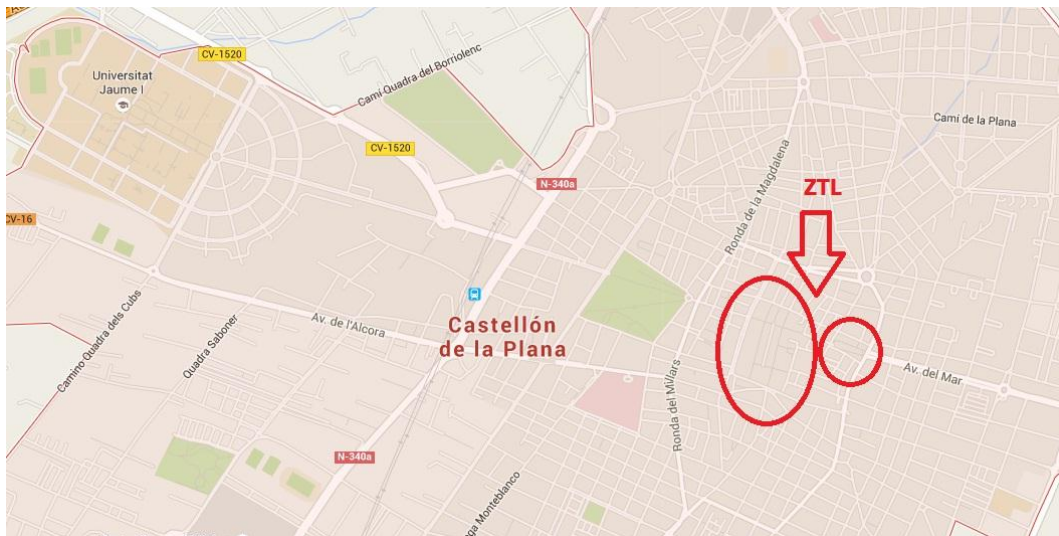 CV-1520
Universitat
Jaume I
Camí Quadra del Borriolenc
CV-1520
Camí de la Plana
N-340a
Ronda de la Magdalena
ZTL
CV-16
Camino Quadra dels Cubs
Quadra Saboner
Av. de l'Alcora
Castellón
de la Plana
Av. del Mar
Ronda del Millars
N-340a
Monteblanco